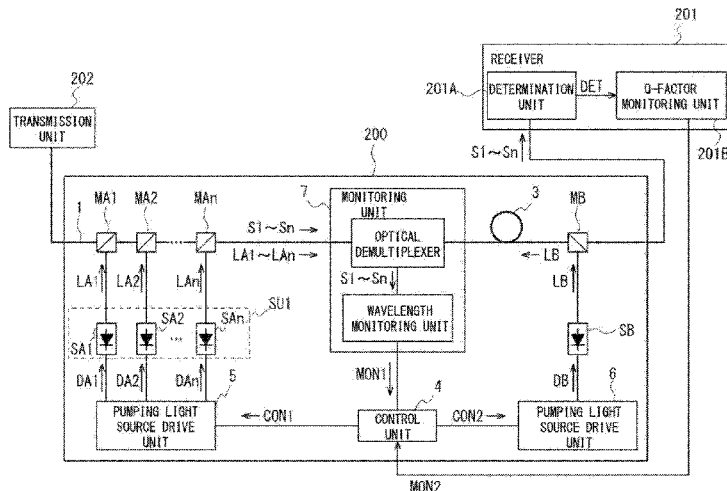 201
RECEIVER
202
201A
DETERMINATION
UNIT
DET
Q-FACTOR
MONITORING UNIT
TRANSMISSION
UNIT
201B
S1~Sn
200
MA1
MA2
MAn
7
MONITORING
UNIT
3
MB
1
S1~Sn
OPTICAL
DEMULTIPLEXER
LA1~LAn
LB
LA1
LA2
LAn
S1~Sn
LB
SU1
SA1
SA2
...
SAn
WAVELENGTH
MONITORING UNIT
SB
DA1
DA2
DAn
5
MON1
DB
6
4
PUMPING LIGHT
SOURCE DRIVE
UNIT
CON1
CONTROL
UNIT
CON2
PUMPING LIGHT
SOURCE DRIVE
UNIT
MON2